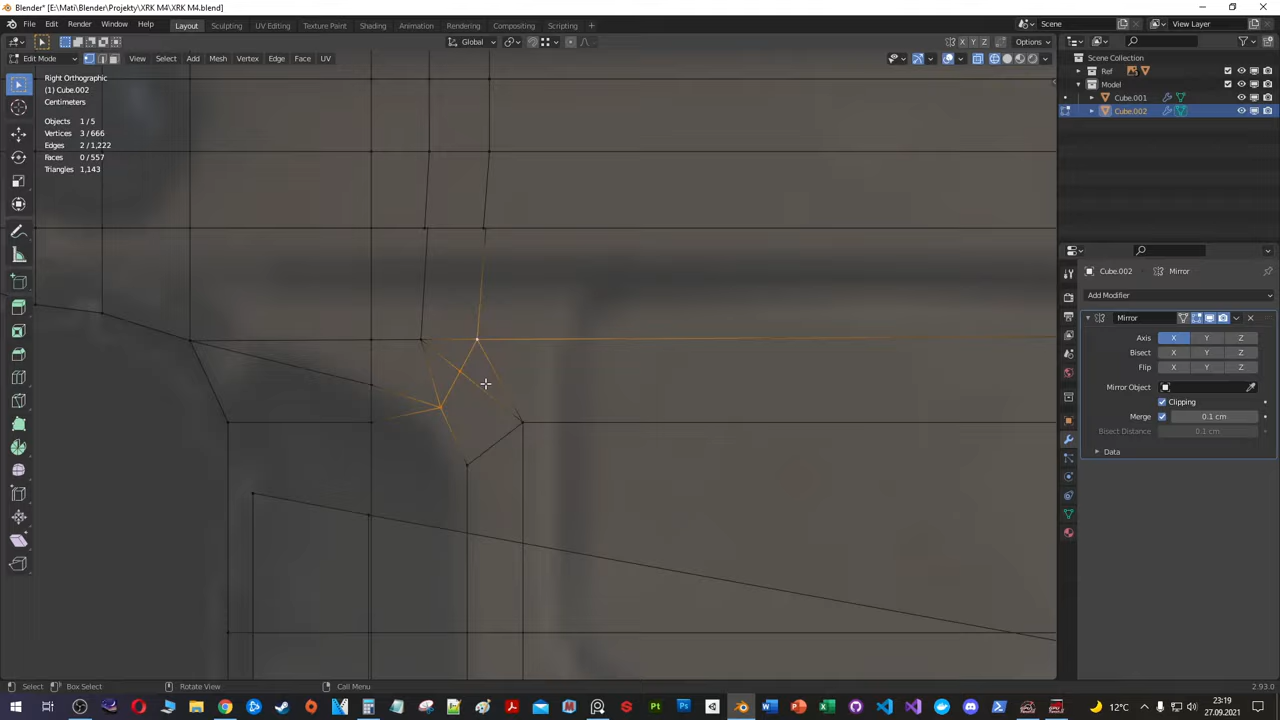 Blender* [E:\Mati\Blender\Projekty\XRK M4\XRK M4.blend]
File Edit Render Window Help Layout Sculpting UV Editing Texture Paint Shading Animation Rendering Compositing Scripting + Scene View Layer
Global X Y Z Options
Edit Mode View Select Add Mesh Vertex Edge Face UV
Right Orthographic
(1) Cube.002
Centimeters
Objects 1 / 5
Vertices 3 / 666
Edges 2 / 1,222
Faces 0 / 557
Triangles 1,143
Scene Collection
Ref
Model
Cube.001
Cube.002
Cube.002 Mirror
Add Modifier
Mirror
Axis X Y Z
Bisect X Y Z
Flip X Y Z
Mirror Object
Clipping
Merge 0.1 cm
Bisect Distance 0.1 cm
Data
Select Box Select Rotate View Call Menu 2.93.0
12°C 23:19
27.09.2021